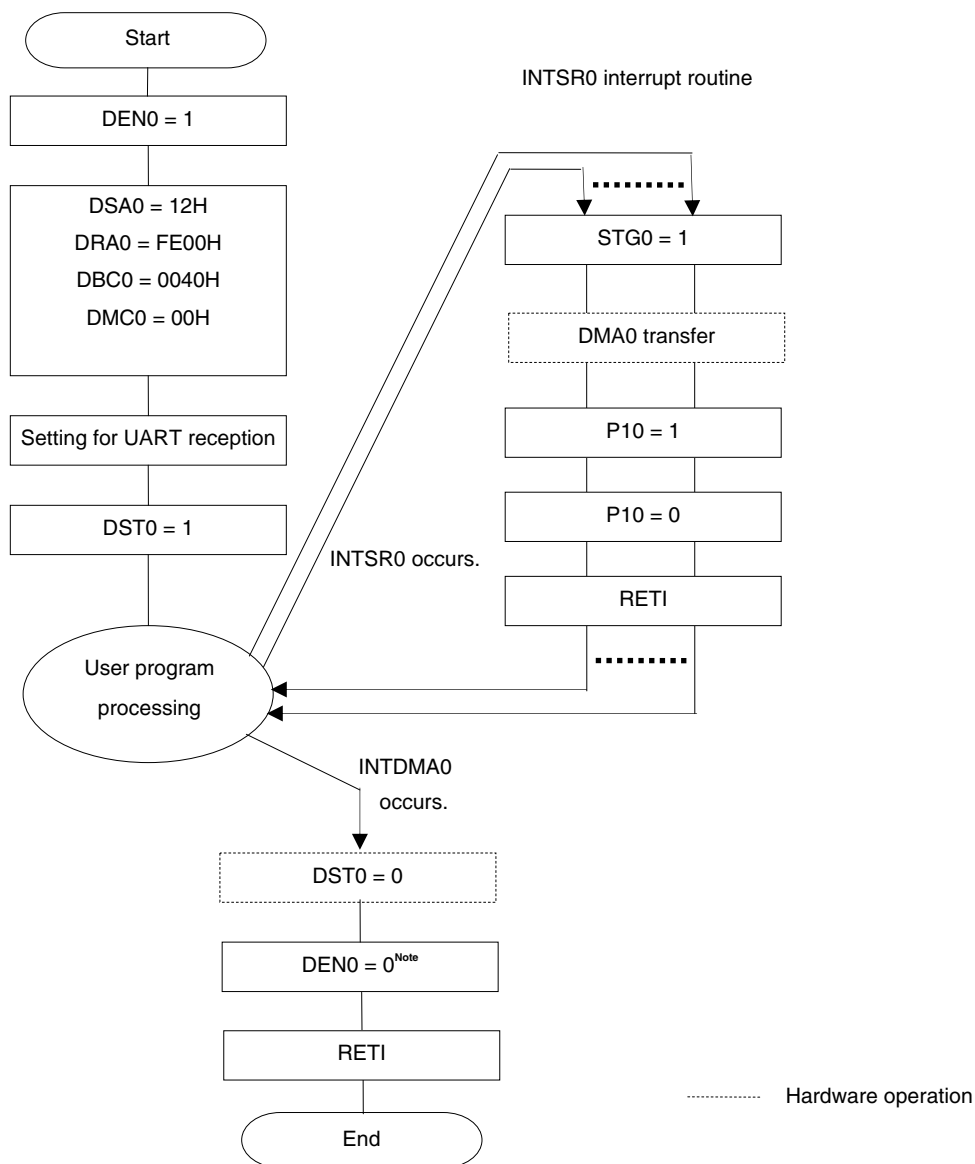 Start
DEN0 = 1
DSA0 = 12H
DRA0 = FE00H
DBC0 = 0040H
DMC0 = 00H
Setting for UART reception
DST0 = 1
User program
processing
INTSR0 interrupt routine
STG0 = 1
DMA0 transfer
P10 = 1
P10 = 0
RETI
INTSR0 occurs.
INTDMA0
occurs.
DST0 = 0
DEN0 = 0Note
RETI
End
Hardware operation